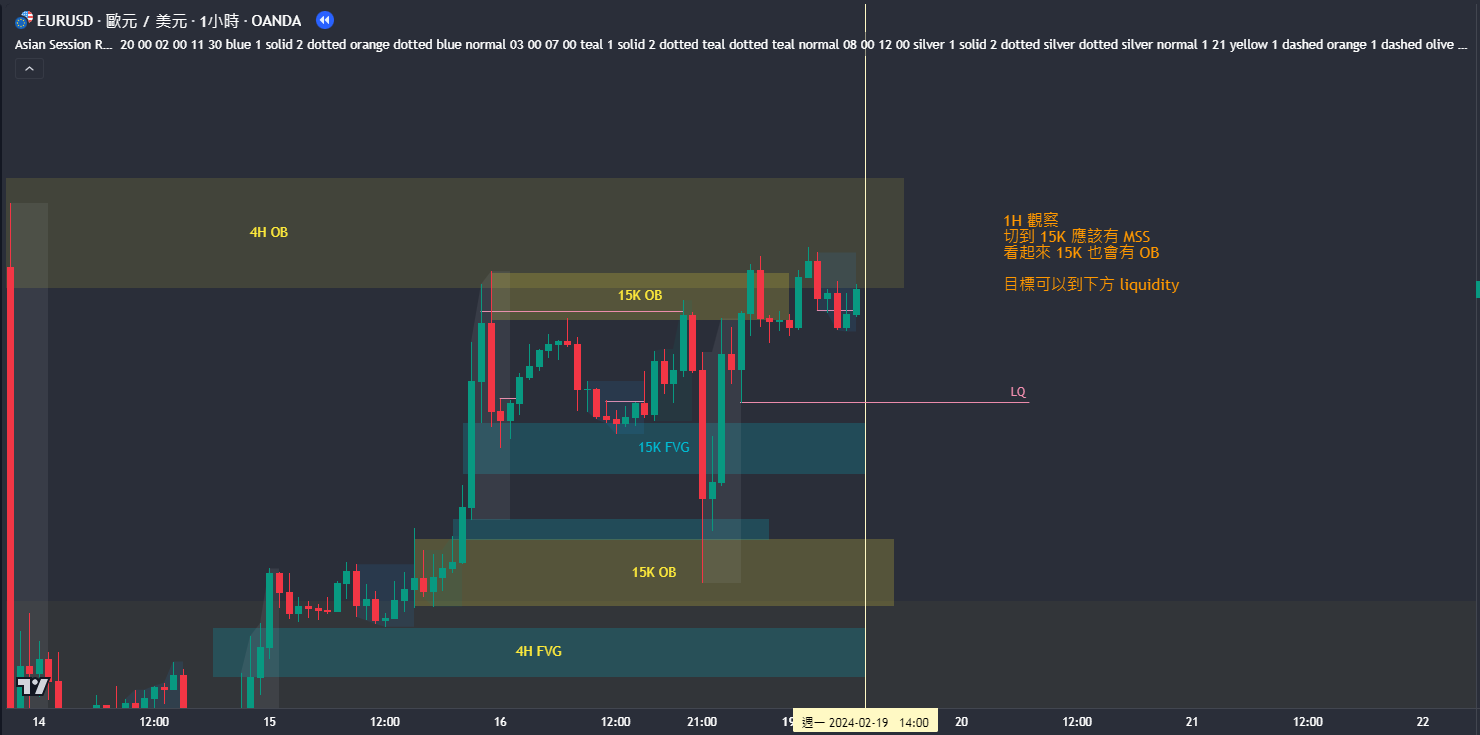 EURUSD · 歐元 / 美元 · 1小時 · OANDA
Asian Session R... 20 00 02 00 11 30 blue 1 solid 2 dotted orange dotted blue normal 03 00 07 00 teal 1 solid 2 dotted teal dotted teal normal 08 00 12 00 silver 1 solid 2 dotted silver dotted silver normal 1 21 yellow 1 dashed orange 1 dashed olive ...
4H OB
1H 觀察
切到 15K 應該有 MSS
看起來 15K 也會有 OB
目標可以到下方 liquidity
15K OB
LQ
15K FVG
15K OB
4H FVG
14 12:00 15 12:00 16 12:00 21:00 19 週一 2024-02-19 14:00 20 12:00 21 12:00 22